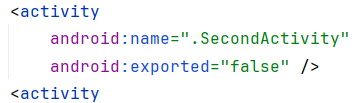 <activity
    android:name=".SecondActivity"
    android:exported="false" />
<activity